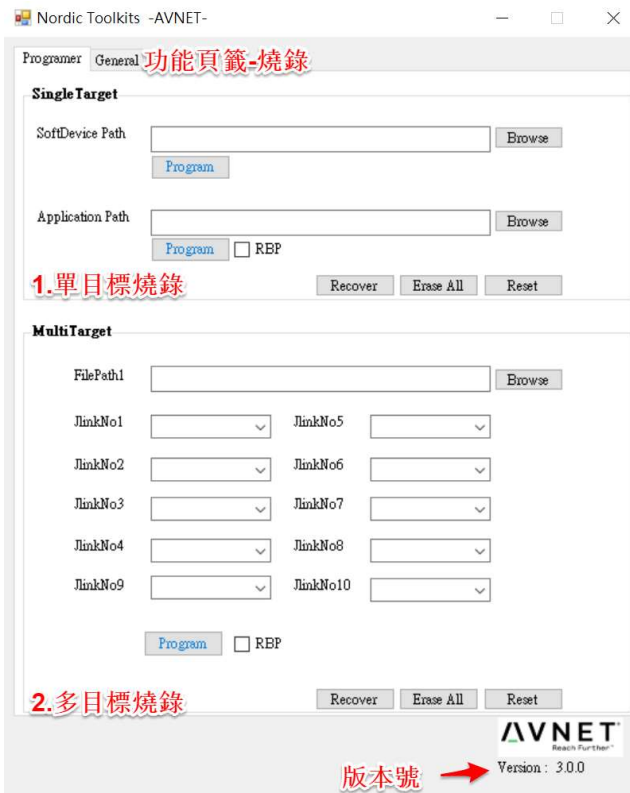 Nordic Toolkits -AVNET-
Programer General 功能頁籤-燒錄
SingleTarget
SoftDevice Path Browse
Program
Application Path Browse
Program RBP
1.單目標燒錄 Recover Erase All Reset
MultiTarget
FilePath1 Browse
JlinkNo1 JlinkNo5
JlinkNo2 JlinkNo6
JlinkNo3 JlinkNo7
JlinkNo4 JlinkNo8
JlinkNo9 JlinkNo10
Program RBP
2.多目標燒錄 Recover Erase All Reset
AVNET
Reach Further™
版本號 Version : 3.0.0